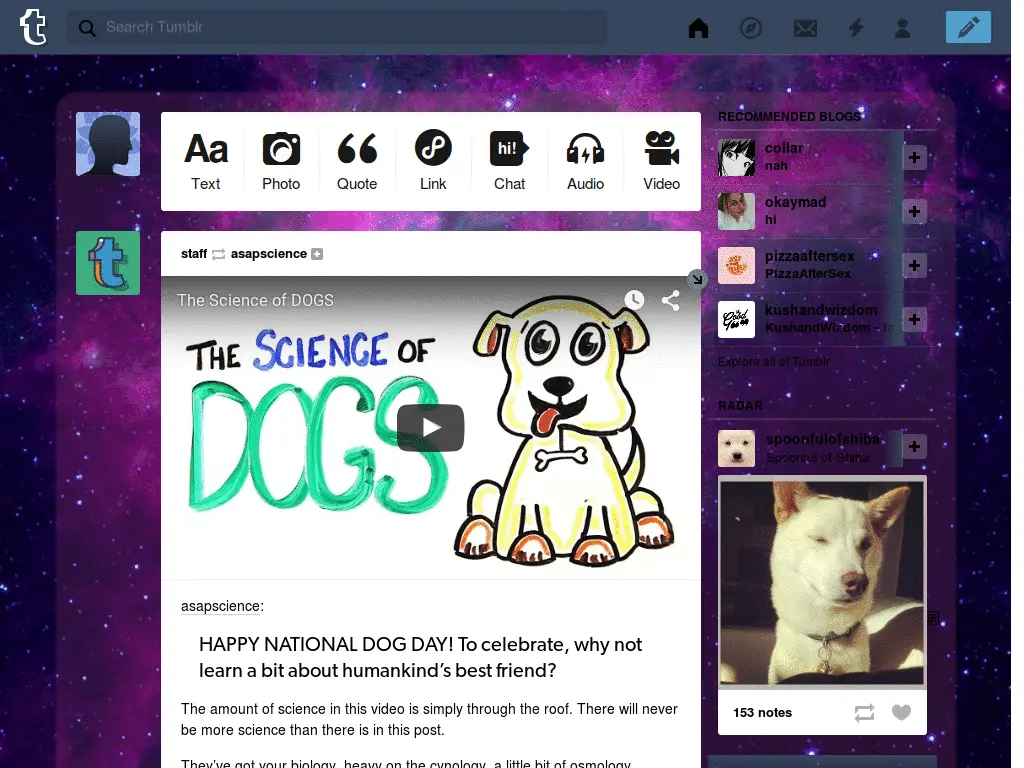 Search Tumblr
Aa
hi!
Text
Photo
Quote
Link
Chat
Audio
Video
staff asapscience
The Science of DOGS
THE SCIENCE OF
DOGS
asapscience:
HAPPY NATIONAL DOG DAY! To celebrate, why not
learn a bit about humankind’s best friend?
The amount of science in this video is simply through the roof. There will never
be more science than there is in this post.
They’ve got your biology, heavy on the cynology, a little bit of osmology,
RECOMMENDED BLOGS
collar
nah
okaymad
hi
pizzaaftersex
PizzaAfterSex
kushandwizdom
KushandWizdom -
Explore all of Tumblr
RADAR
spoonfulofshiba
Spoonful of Shiba
153 notes